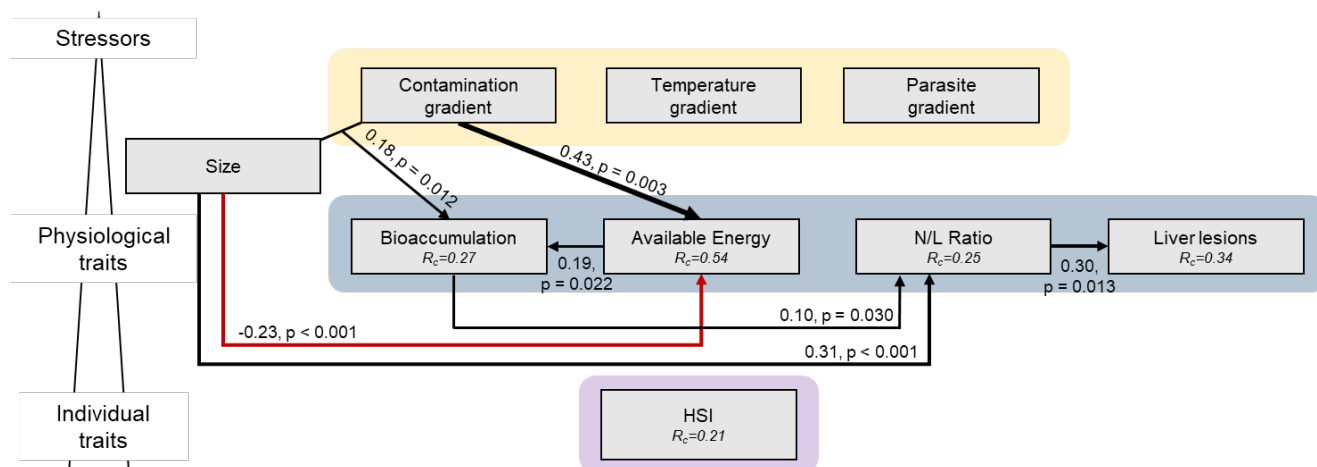 Stressors
Contamination
gradient
Temperature
gradient
Parasite
gradient
Size
0.18, p = 0.012
0.43, p = 0.003
Physiological
traits
Bioaccumulation
Rc=0.27
Available Energy
Rc=0.54
N/L Ratio
Rc=0.25
Liver lesions
Rc=0.34
0.19,
p = 0.022
0.30,
p = 0.013
0.10, p = 0.030
-0.23, p < 0.001
0.31, p < 0.001
Individual
traits
HSI
Rc=0.21